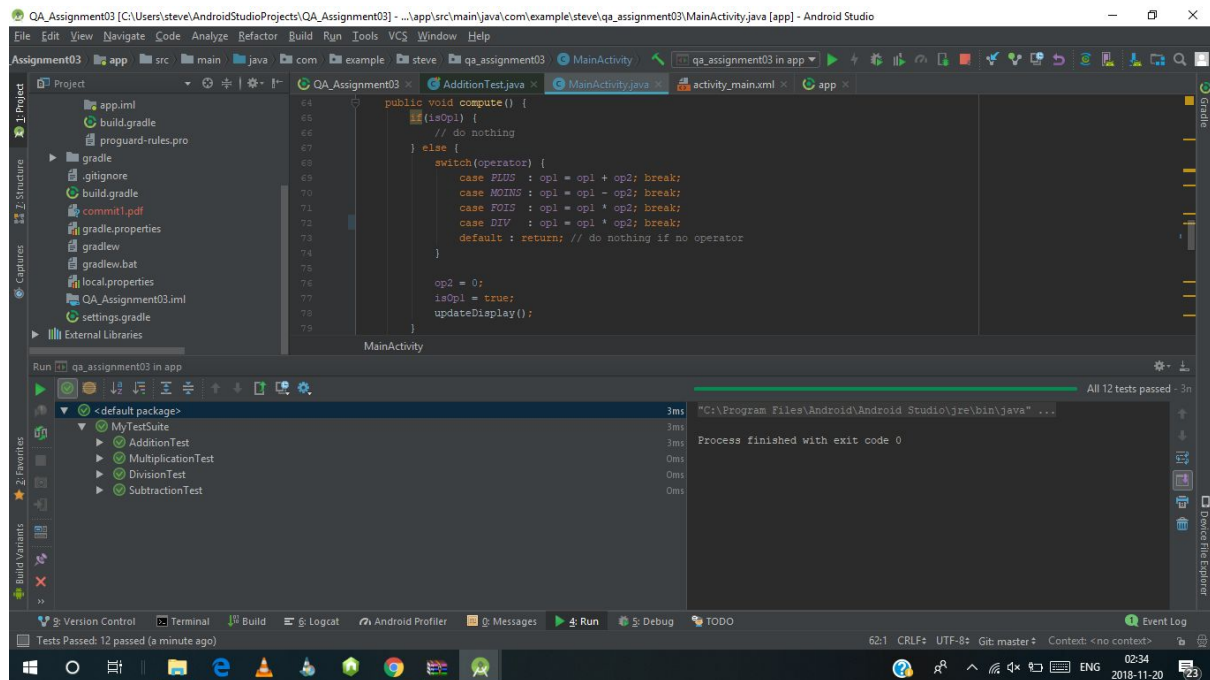 QA_Assignment03 [C:\Users\steve\AndroidStudioProjects\QA_Assignment03] - ...\app\src\main\java\com\example\steve\qa_assignment03\MainActivity.java [app] - Android Studio
File Edit View Navigate Code Analyze Refactor Build Run Tools VCS Window Help
Assignment03 app src main java com example steve qa_assignment03 MainActivity qa_assignment03 in app
Project
QA_Assignment03 AdditionTest.java MainActivity.java activity_main.xml app
1: Project
Z: Structure
Captures
2: Favorites
Build Variants
app.iml
build.gradle
proguard-rules.pro
gradle
.gitignore
build.gradle
commit1.pdf
gradle.properties
gradlew
gradlew.bat
local.properties
QA_Assignment03.iml
settings.gradle
External Libraries
64 public void compute() {
65 if(isOp1) {
66 // do nothing
67 } else {
68 switch(operator) {
69 case PLUS : op1 = op1 + op2; break;
70 case MOINS : op1 = op1 - op2; break;
71 case FOIS : op1 = op1 * op2; break;
72 case DIV : op1 = op1 * op2; break;
73 default : return; // do nothing if no operator
74 }
75
76 op2 = 0;
77 isOp1 = true;
78 updateDisplay();
79 }
MainActivity
Gradle
Device File Explorer
Run qa_assignment03 in app
All 12 tests passed - 3n
<default package> 3ms
MyTestSuite 3ms
AdditionTest 3ms
MultiplicationTest 0ms
DivisionTest 0ms
SubtractionTest 0ms
"C:\Program Files\Android\Android Studio\jre\bin\java" ...
Process finished with exit code 0
9: Version Control Terminal Build 6: Logcat Android Profiler 0: Messages 4: Run 5: Debug TODO 1 Event Log
Tests Passed: 12 passed (a minute ago) 62:1 CRLF UTF-8 Git: master Context: <no context>
ENG 02:34
2018-11-20 23